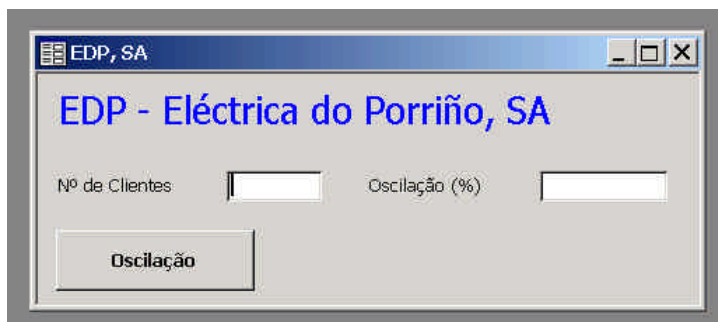 EDP, SA
EDP - Eléctrica do Porriño, SA
Nº de Clientes Oscilação (%)
Oscilação